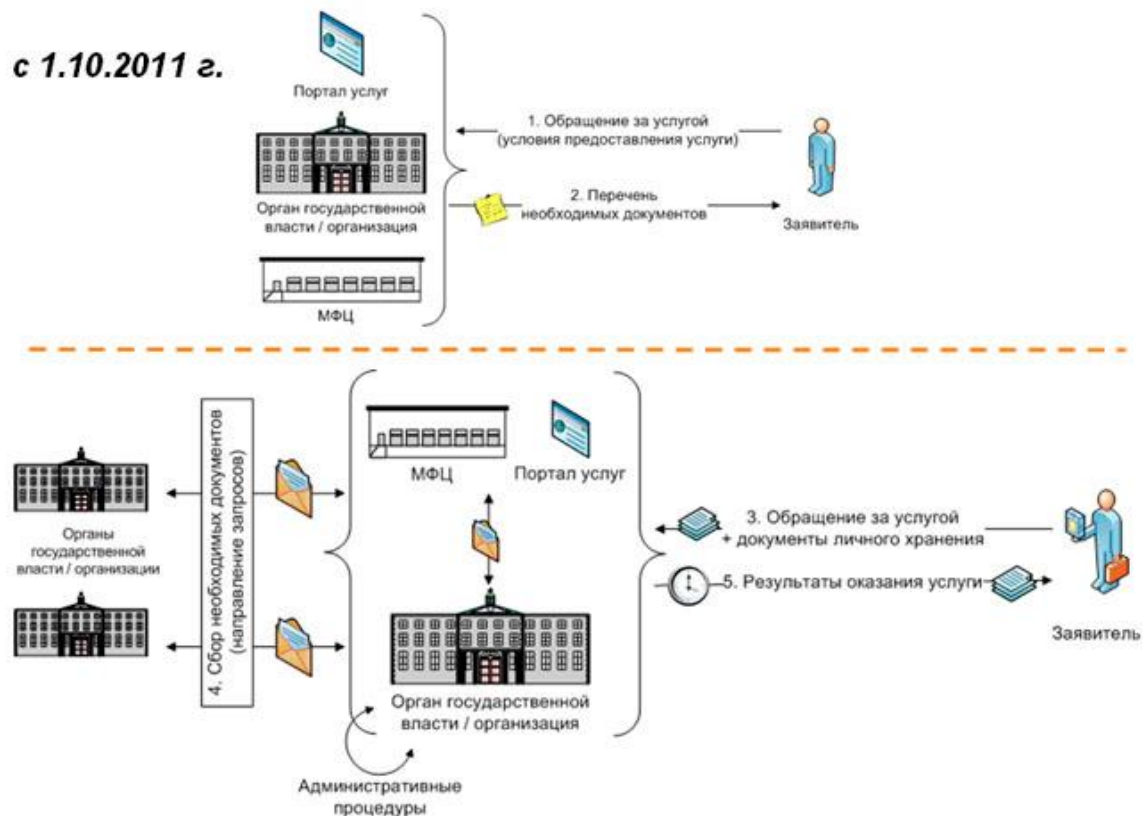 с 1.10.2011 г.
Портал услуг
1. Обращение за услугой
(условия предоставления услуги)
Орган государственной
власти / организация
2. Перечень
необходимых документов
Заявитель
МФЦ
4. Сбор необходимых документов
(направление запросов)
МФЦ
Портал услуг
Органы
государственной
власти / организации
3. Обращение за услугой
+ документы личного хранения
5. Результаты оказания услуги
Заявитель
Орган государственной
власти / организация
Административные
процедуры